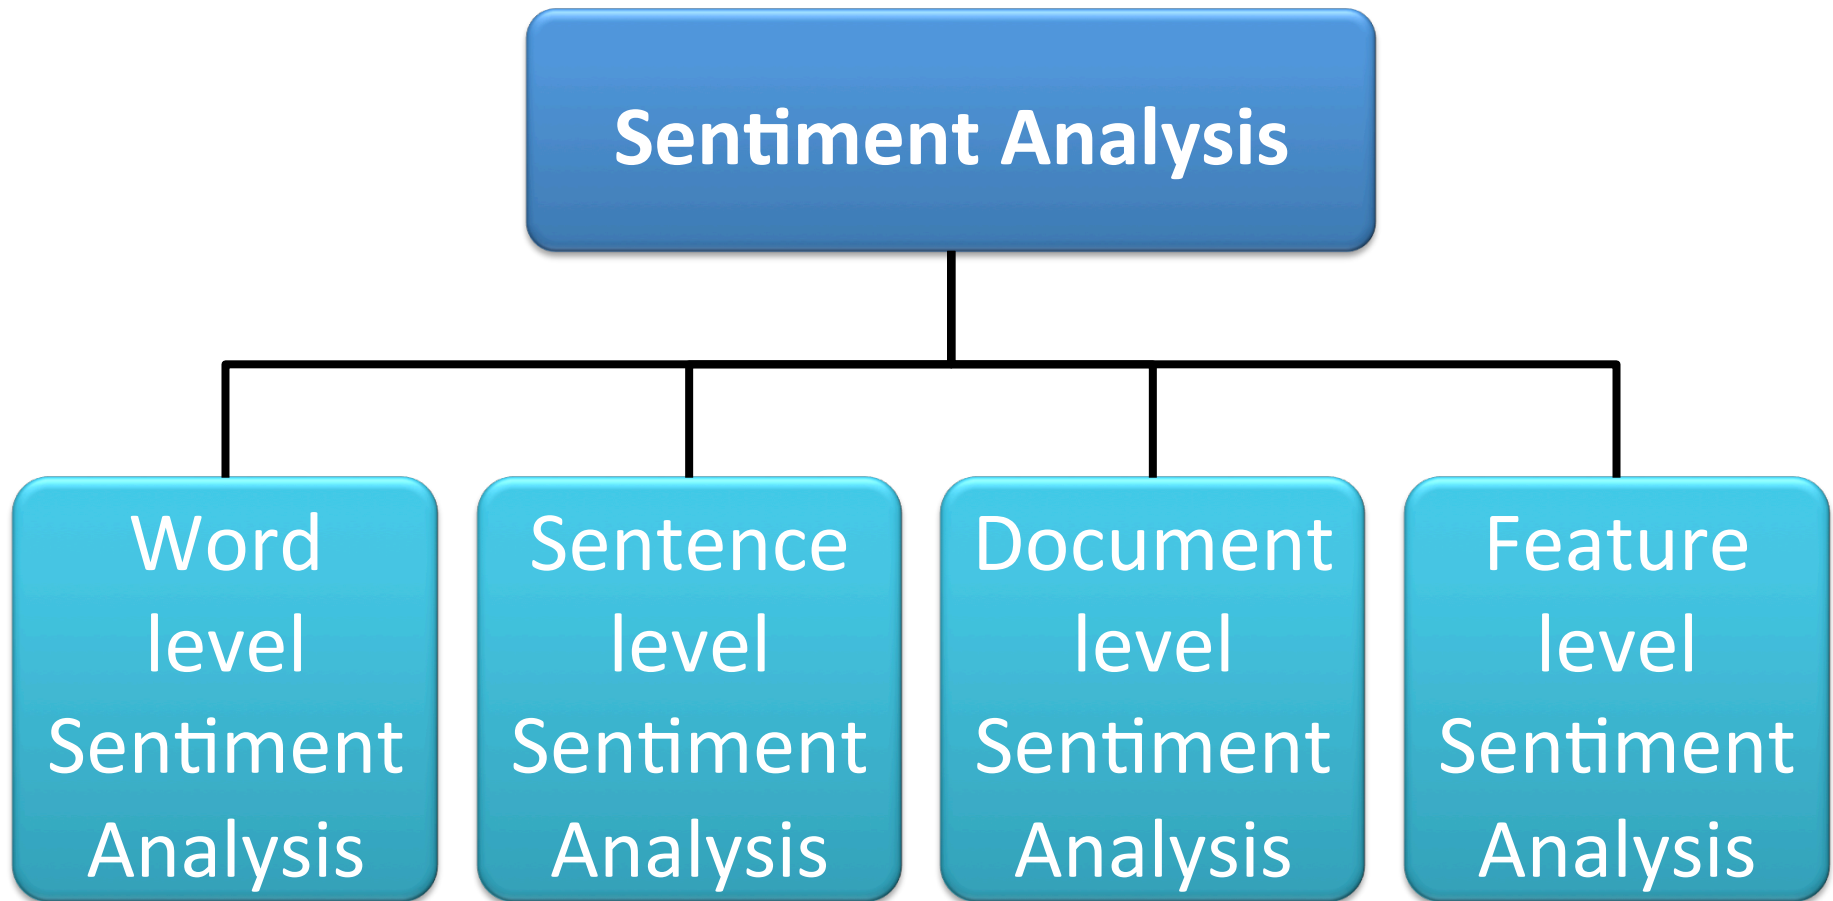 Sentiment Analysis
Word
level
Sentiment
Analysis
Sentence
level
Sentiment
Analysis
Document
level
Sentiment
Analysis
Feature
level
Sentiment
Analysis